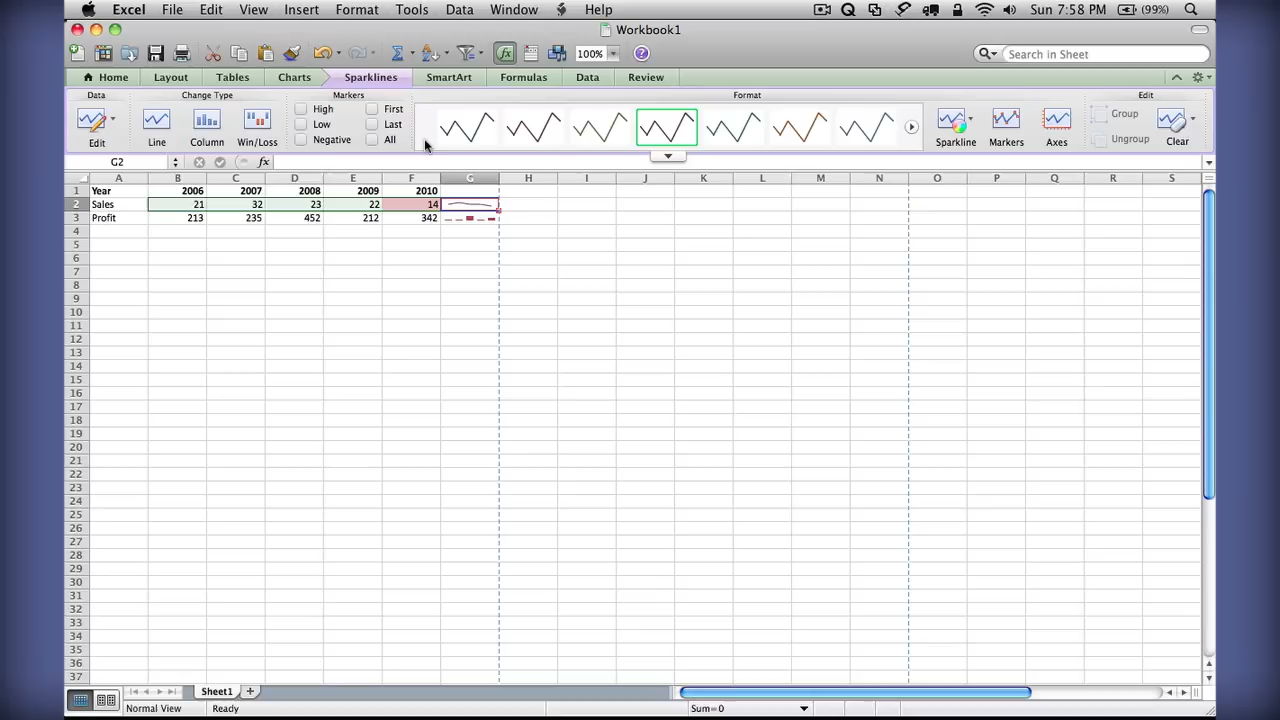 Excel File Edit View Insert Format Tools Data Window Help Sun 7:58 PM (99%)
Workbook1
100% Search in Sheet
Home Layout Tables Charts Sparklines SmartArt Formulas Data Review
Data Change Type Markers Format Edit
High First Group
Low Last
Negative All Ungroup
Edit Line Column Win/Loss Sparkline Markers Axes Clear
G2 fx
A B C D E F G H I J K L M N O P Q R S
1 Year 2006 2007 2008 2009 2010
2 Sales 21 32 23 22 14
3 Profit 213 235 452 212 342
4
5
6
7
8
9
10
11
12
13
14
15
16
17
18
19
20
21
22
23
24
25
26
27
28
29
30
31
32
33
34
35
36
37
Sheet1
Normal View Ready Sum=0